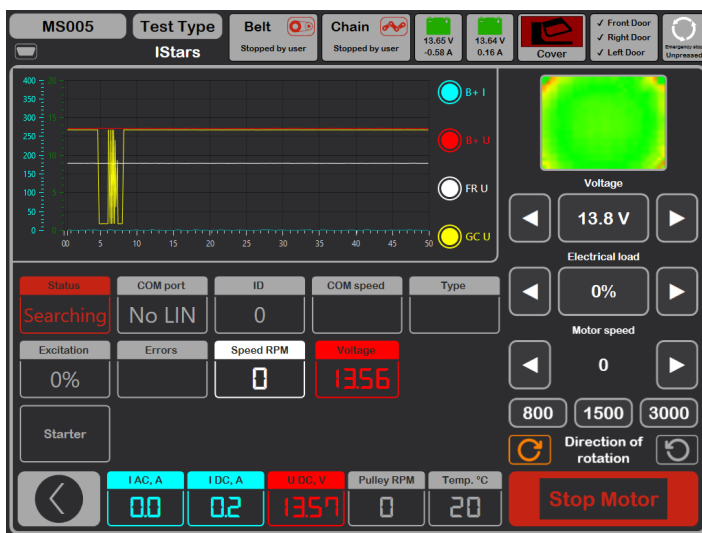 MS005
Test Type
IStars
Belt
Stopped by user
Chain
Stopped by user
13.65 V
-0.58 A
13.64 V
0.16 A
Cover
✓ Front Door
✓ Right Door
✓ Left Door
Emergency stop
Unpressed
400
350
300
250
200
150
100
50
0
20
15
10
5
0
00 5 10 15 20 25 30 35 40 45 50
B+ I
B+ U
FR U
GC U
Voltage
13.8 V
Electrical load
0%
Motor speed
0
800 1500 3000
Direction of
rotation
Stop Motor
Status COM port ID COM speed Type
Searching No LIN 0
Excitation Errors Speed RPM Voltage
0% 0 13.56
Starter
I AC, A I DC, A U DC, V Pulley RPM Temp. °C
0.0 0.2 13.57 0 20